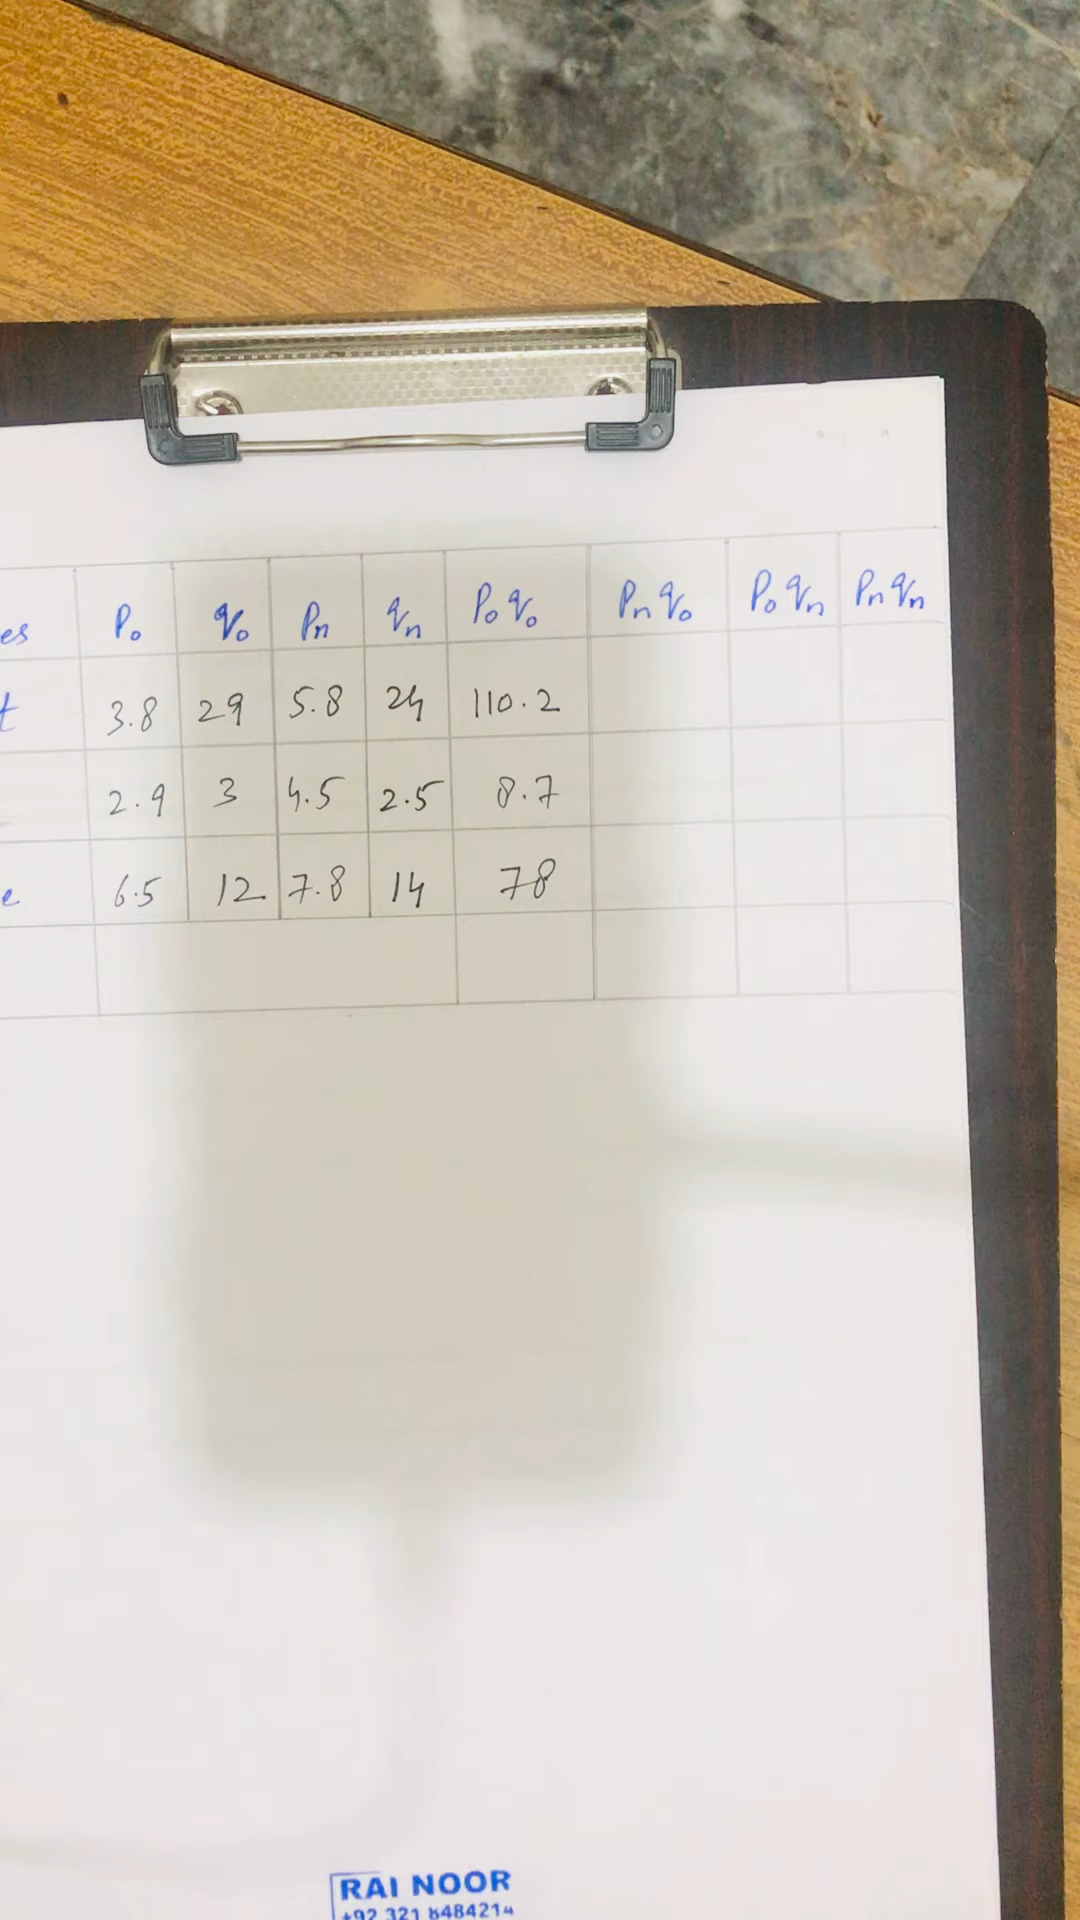 es P₀ q₀ Pn qn P₀q₀ Pnq₀ P₀qn Pnqn
t 3.8 29 5.8 24 110.2
2.9 3 4.5 2.5 8.7
e 6.5 12 7.8 14 78
RAI NOOR
+92 321 8484214